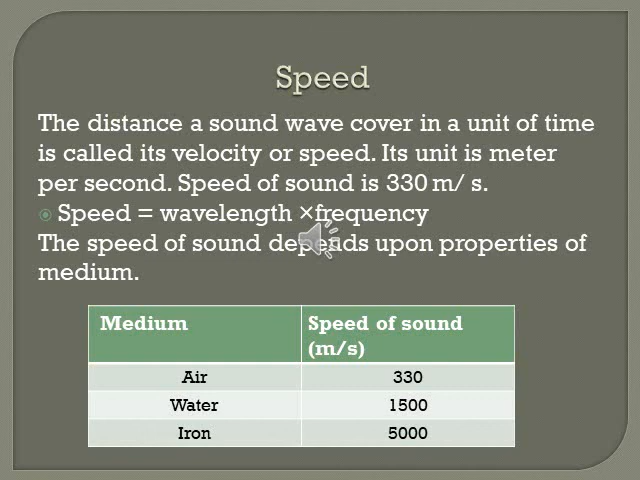 Speed
The distance a sound wave cover in a unit of time
is called its velocity or speed. Its unit is meter
per second. Speed of sound is 330 m/ s.
Speed = wavelength ×frequency
The speed of sound depends upon properties of
medium.
Medium Speed of sound
(m/s)
Air 330
Water 1500
Iron 5000